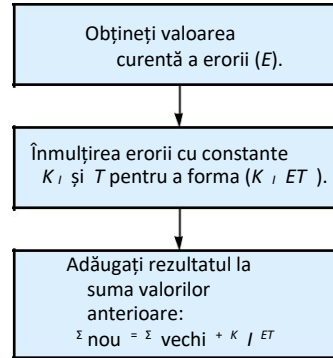 Obțineți valoarea
curentă a erorii (E).
Înmulțirea erorii cu constante
K I și T pentru a forma (K I ET ).
Adăugați rezultatul la
suma valorilor
anterioare:
Σ nou = Σ vechi + K I ET